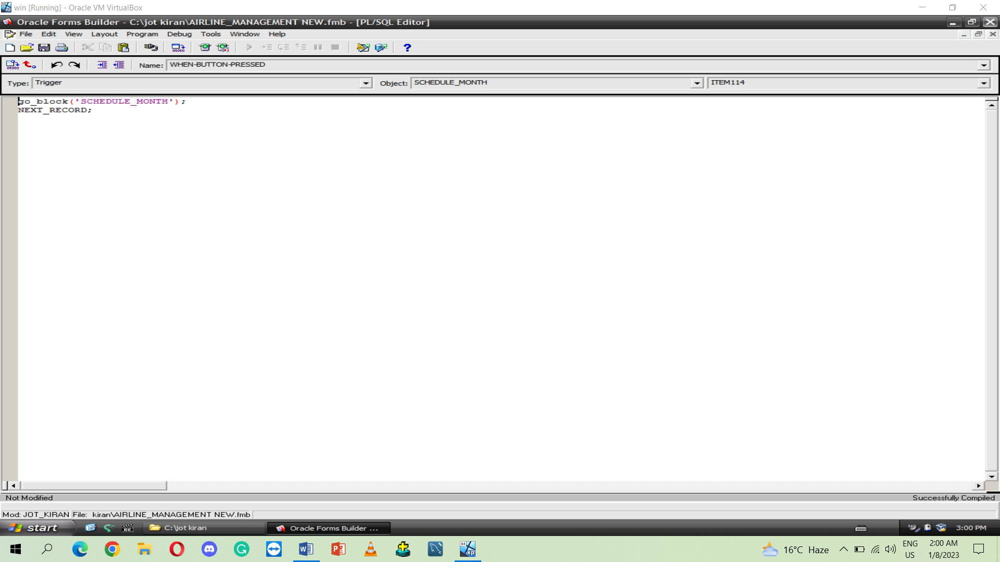 win [Running] - Oracle VM VirtualBox
Oracle Forms Builder - C:\jot kiran\AIRLINE_MANAGEMENT NEW.fmb - [PL/SQL Editor]
File Edit View Layout Program Debug Tools Window Help
Name: WHEN-BUTTON-PRESSED
Type: Trigger Object: SCHEDULE_MONTH ITEM114
go_block('SCHEDULE_MONTH');
NEXT_RECORD;
Not Modified Successfully Compiled
Mod: JOT_KIRAN File: kiran\AIRLINE_MANAGEMENT NEW.fmb
start C:\jot kiran Oracle Forms Builder ... 3:00 PM
16°C Haze ENG US 2:00 AM 1/8/2023